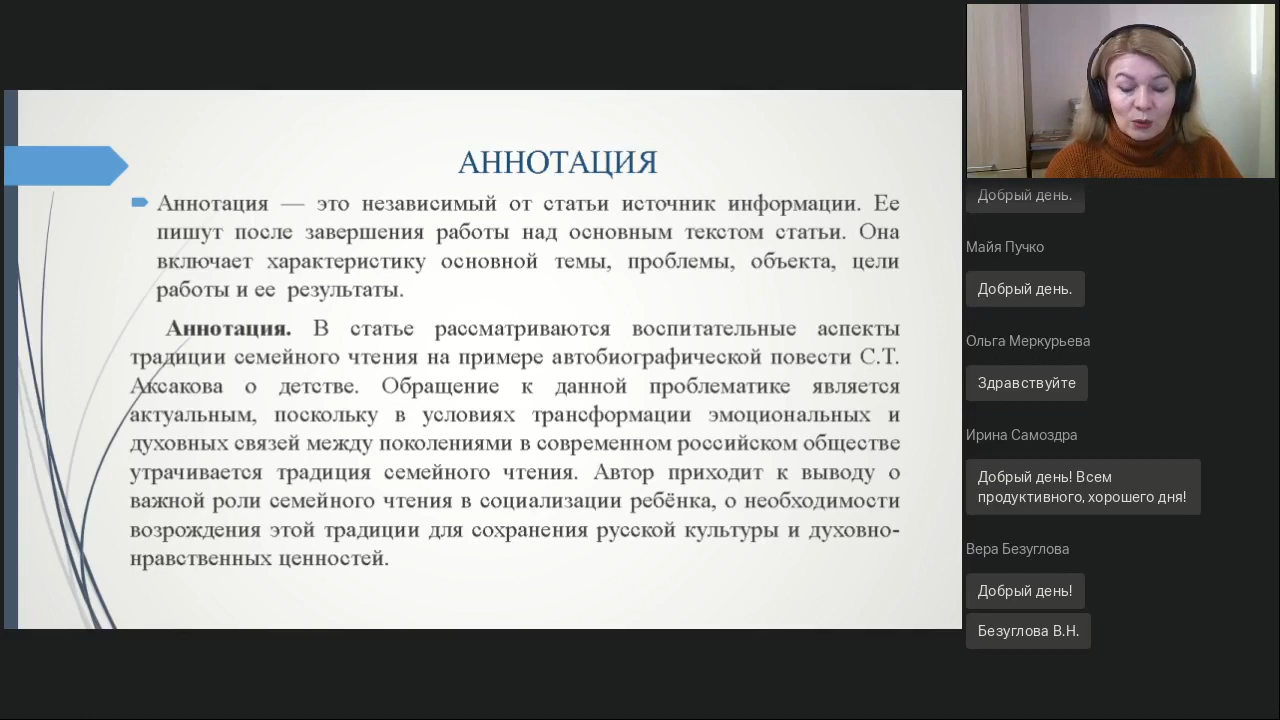 АННОТАЦИЯ
Аннотация — это независимый от статьи источник информации. Ее
пишут после завершения работы над основным текстом статьи. Она
включает характеристику основной темы, проблемы, объекта, цели
работы и ее результаты.
Аннотация. В статье рассматриваются воспитательные аспекты
традиции семейного чтения на примере автобиографической повести С.Т.
Аксакова о детстве. Обращение к данной проблематике является
актуальным, поскольку в условиях трансформации эмоциональных и
духовных связей между поколениями в современном российском обществе
утрачивается традиция семейного чтения. Автор приходит к выводу о
важной роли семейного чтения в социализации ребёнка, о необходимости
возрождения этой традиции для сохранения русской культуры и духовно-
нравственных ценностей.
Добрый день.
Майя Пучко
Добрый день.
Ольга Меркурьева
Здравствуйте
Ирина Самоздра
Добрый день! Всем
продуктивного, хорошего дня!
Вера Безуглова
Добрый день!
Безуглова В.Н.